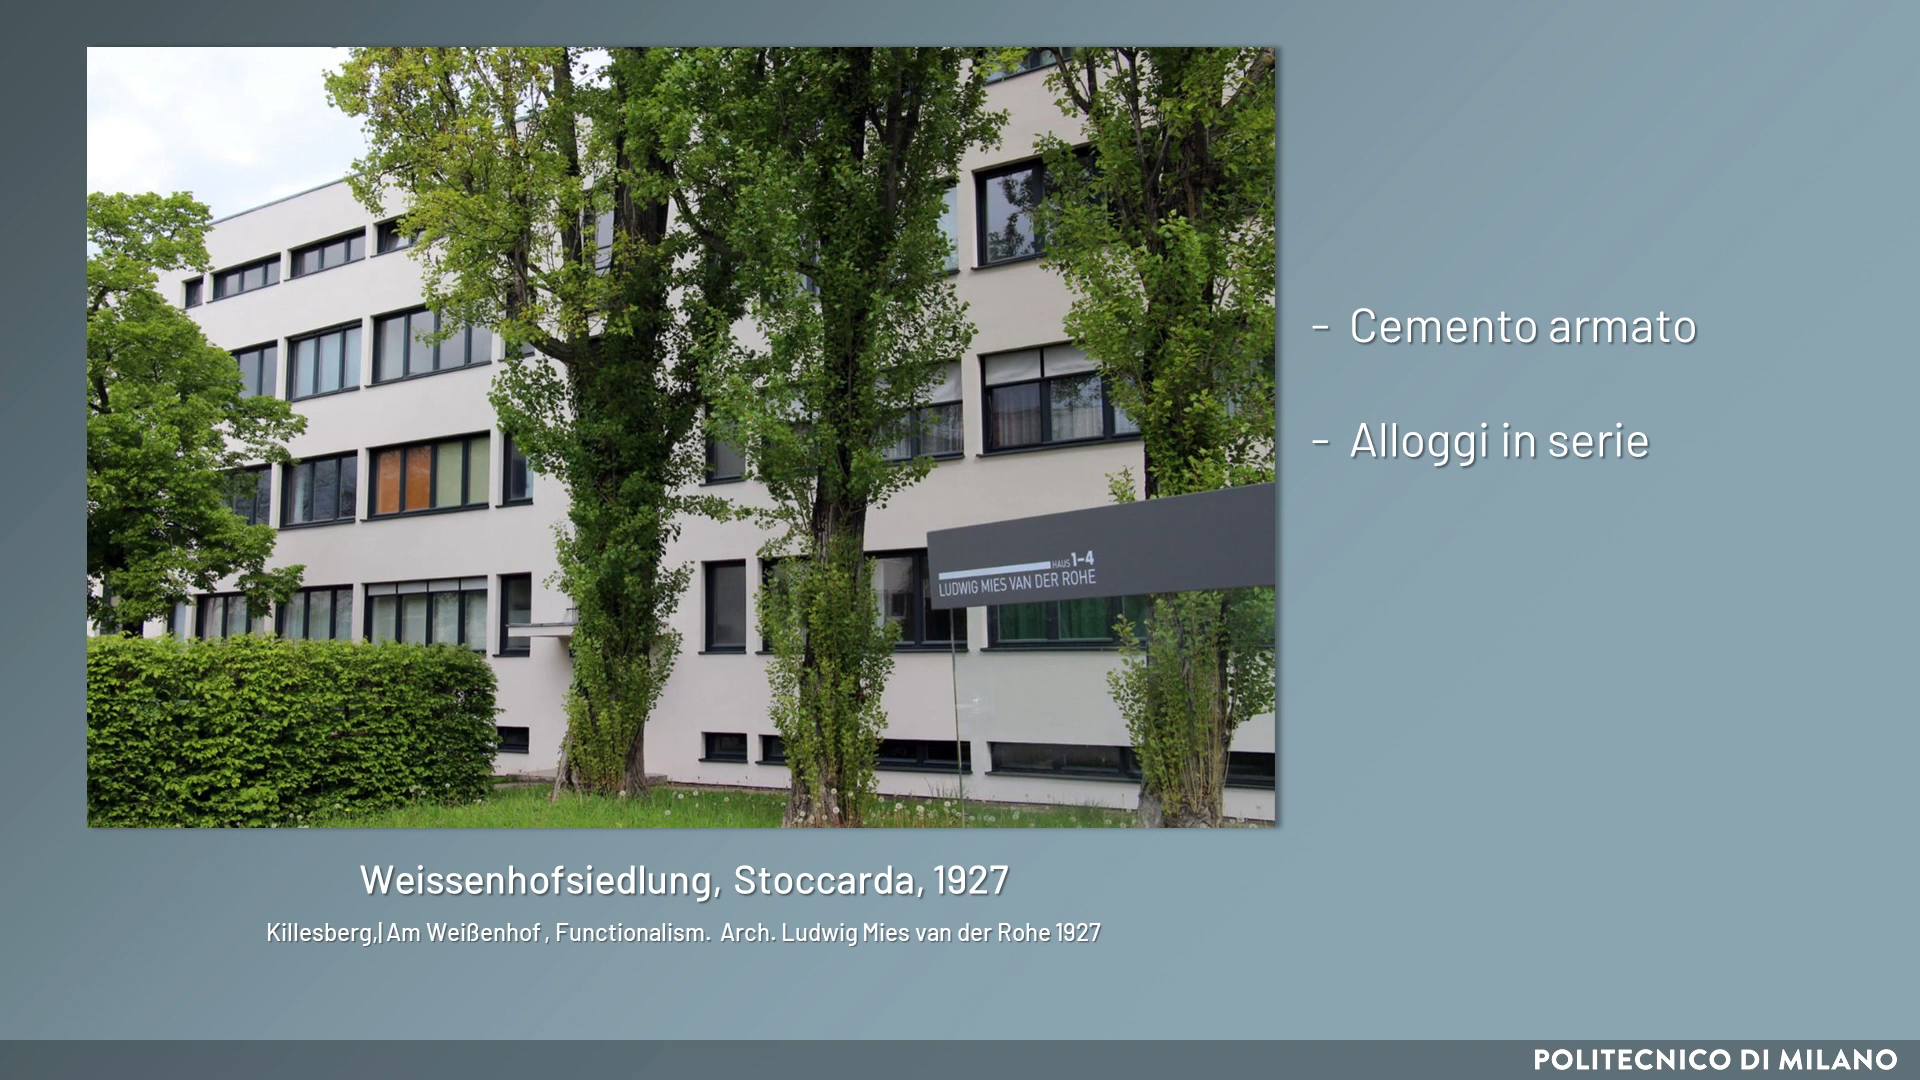 - Cemento armato
- Alloggi in serie
HAUS 1-4
LUDWIG MIES VAN DER ROHE
Weissenhofsiedlung, Stoccarda, 1927
Killesberg,| Am Weißenhof , Functionalism. Arch. Ludwig Mies van der Rohe 1927
POLITECNICO DI MILANO